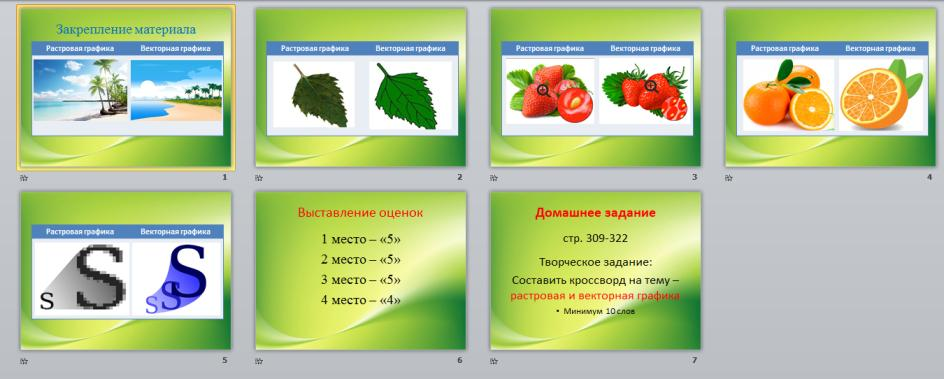 Закрепление материала
Растровая графика Векторная графика
1
Растровая графика Векторная графика
2
Растровая графика Векторная графика
3
Растровая графика Векторная графика
4
Растровая графика Векторная графика
S S S S S
5
Выставление оценок
1 место – «5»
2 место – «5»
3 место – «5»
4 место – «4»
6
Домашнее задание
стр. 309-322
Творческое задание:
Составить кроссворд на тему –
растровая и векторная графика
• Минимум 10 слов
7